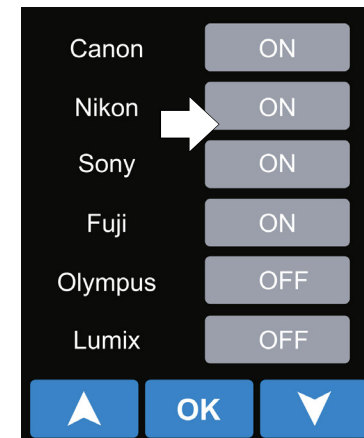 Canon ON
Nikon ON
Sony ON
Fuji ON
Olympus OFF
Lumix OFF
OK